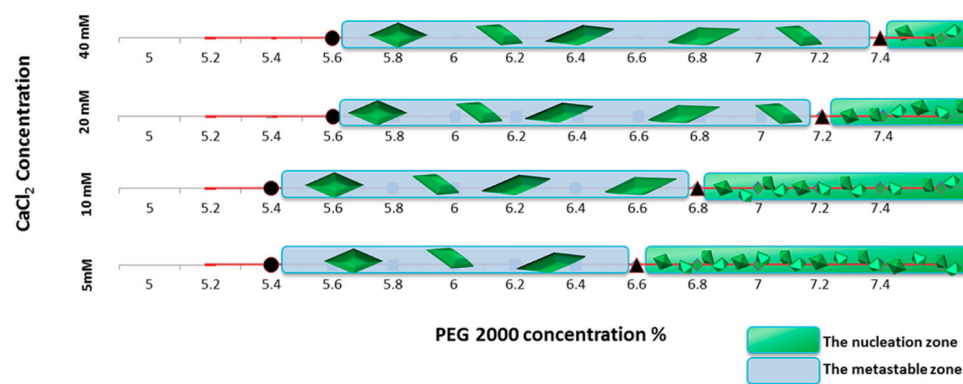 40 mM
5 5.2 5.4 5.6 5.8 6 6.2 6.4 6.6 6.8 7 7.2 7.4
20 mM
5 5.2 5.4 5.6 5.8 6 6.2 6.4 6.6 6.8 7 7.2 7.4
10 mM
5 5.2 5.4 5.6 5.8 6 6.2 6.4 6.6 6.8 7 7.2 7.4
5mM
5 5.2 5.4 5.6 5.8 6 6.2 6.4 6.6 6.8 7 7.2 7.4
CaCl₂ Concentration
PEG 2000 concentration %
The nucleation zone
The metastable zone